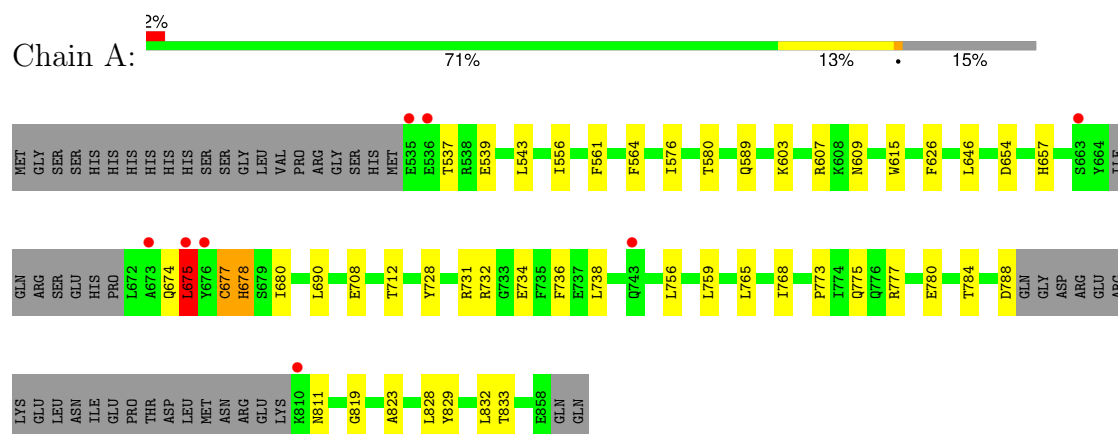 2%
Chain A:
71% 13% • 15%
MET GLY SER SER HIS HIS HIS HIS HIS HIS SER SER GLY LEU VAL PRO ARG GLY SER HIS MET E535 E536 T537 R538 E539 L543 I556 F561 F564 I576 T580 Q589 K603 R607 K608 N609 W615 F626 L646 D654 H657 S663 Y664 ILE
GLN ARG SER GLU HIS PRO L672 A673 Q674 L675 Y676 C677 H678 S679 I680 L690 E708 T712 Y728 R731 R732 G733 E734 F735 F736 E737 L738 Q743 L756 L759 L765 I768 P773 I774 Q775 Q776 R777 E780 T784 D788 GLN GLY ASP ARG GLU ARG
LYS GLU LEU ASN ILE GLU PRO THR ASP LEU MET ASN ARG GLU LYS K810 N811 G819 A823 L828 Y829 L832 T833 E858 GLN GLN